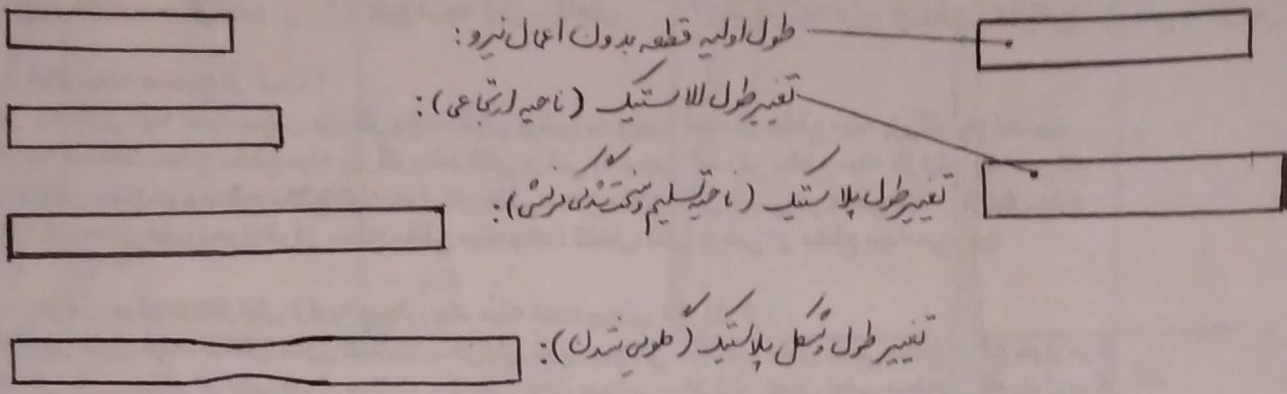 طول اولیه قطعه بدون اعمال نیرو:
تغییر طول الاستیک (ناحیه ارتجاعی):
تغییر طول پلاستیک (ناحیه تسلیم و سخت‌شدگی کرنشی):
تغییر طول و شکل پلاستیک (گلویی شدن):